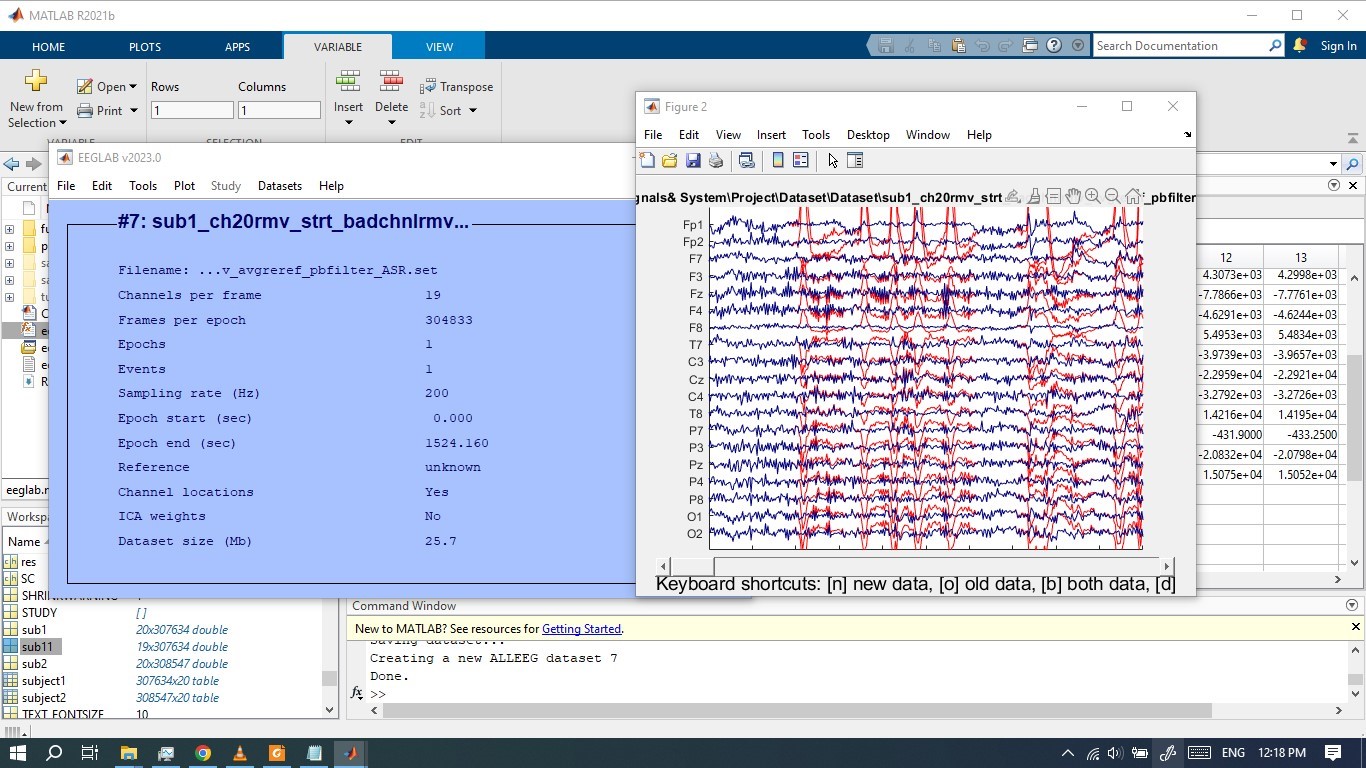 MATLAB R2021b
HOME PLOTS APPS VARIABLE VIEW
Search Documentation
Sign In
New from
Selection
Open
Print
Rows Columns
1 1
Insert Delete
Transpose
Sort
VARIABLE SELECTION EDIT
Figure 2
File Edit View Insert Tools Desktop Window Help
gnals& System\Project\Dataset\Dataset\sub1_ch20rmv_strt
f_pbfilter
Fp1
Fp2
F7
F3
Fz
F4
F8
T7
C3
Cz
C4
T8
P7
P3
Pz
P4
P8
O1
O2
Keyboard shortcuts: [n] new data, [o] old data, [b] both data, [d]
EEGLAB v2023.0
File Edit Tools Plot Study Datasets Help
#7: sub1_ch20rmv_strt_badchnlrmv...
Filename: ...v_avgreref_pbfilter_ASR.set
Channels per frame 19
Frames per epoch 304833
Epochs 1
Events 1
Sampling rate (Hz) 200
Epoch start (sec) 0.000
Epoch end (sec) 1524.160
Reference unknown
Channel locations Yes
ICA weights No
Dataset size (Mb) 25.7
12 13
4.3073e+03 4.2998e+03
-7.7866e+03 -7.7761e+03
-4.6291e+03 -4.6244e+03
5.4953e+03 5.4834e+03
-3.9739e+03 -3.9657e+03
-2.2959e+04 -2.2921e+04
-3.2792e+03 -3.2726e+03
1.4216e+04 1.4195e+04
-431.9000 -433.2500
-2.0832e+04 -2.0798e+04
1.5075e+04 1.5052e+04
Current
fu
p
sa
sa
tu
C
ee
ee
ee
R
eeglab.m
Workspa
Name
res
SC
SHRINKWARNING 1
STUDY []
sub1 20x307634 double
sub11 19x307634 double
sub2 20x308547 double
subject1 307634x20 table
subject2 308547x20 table
TEXT_FONTSIZE 10
Command Window
New to MATLAB? See resources for Getting Started.
Saving dataset...
Creating a new ALLEEG dataset 7
Done.
fx >>
ENG 12:18 PM